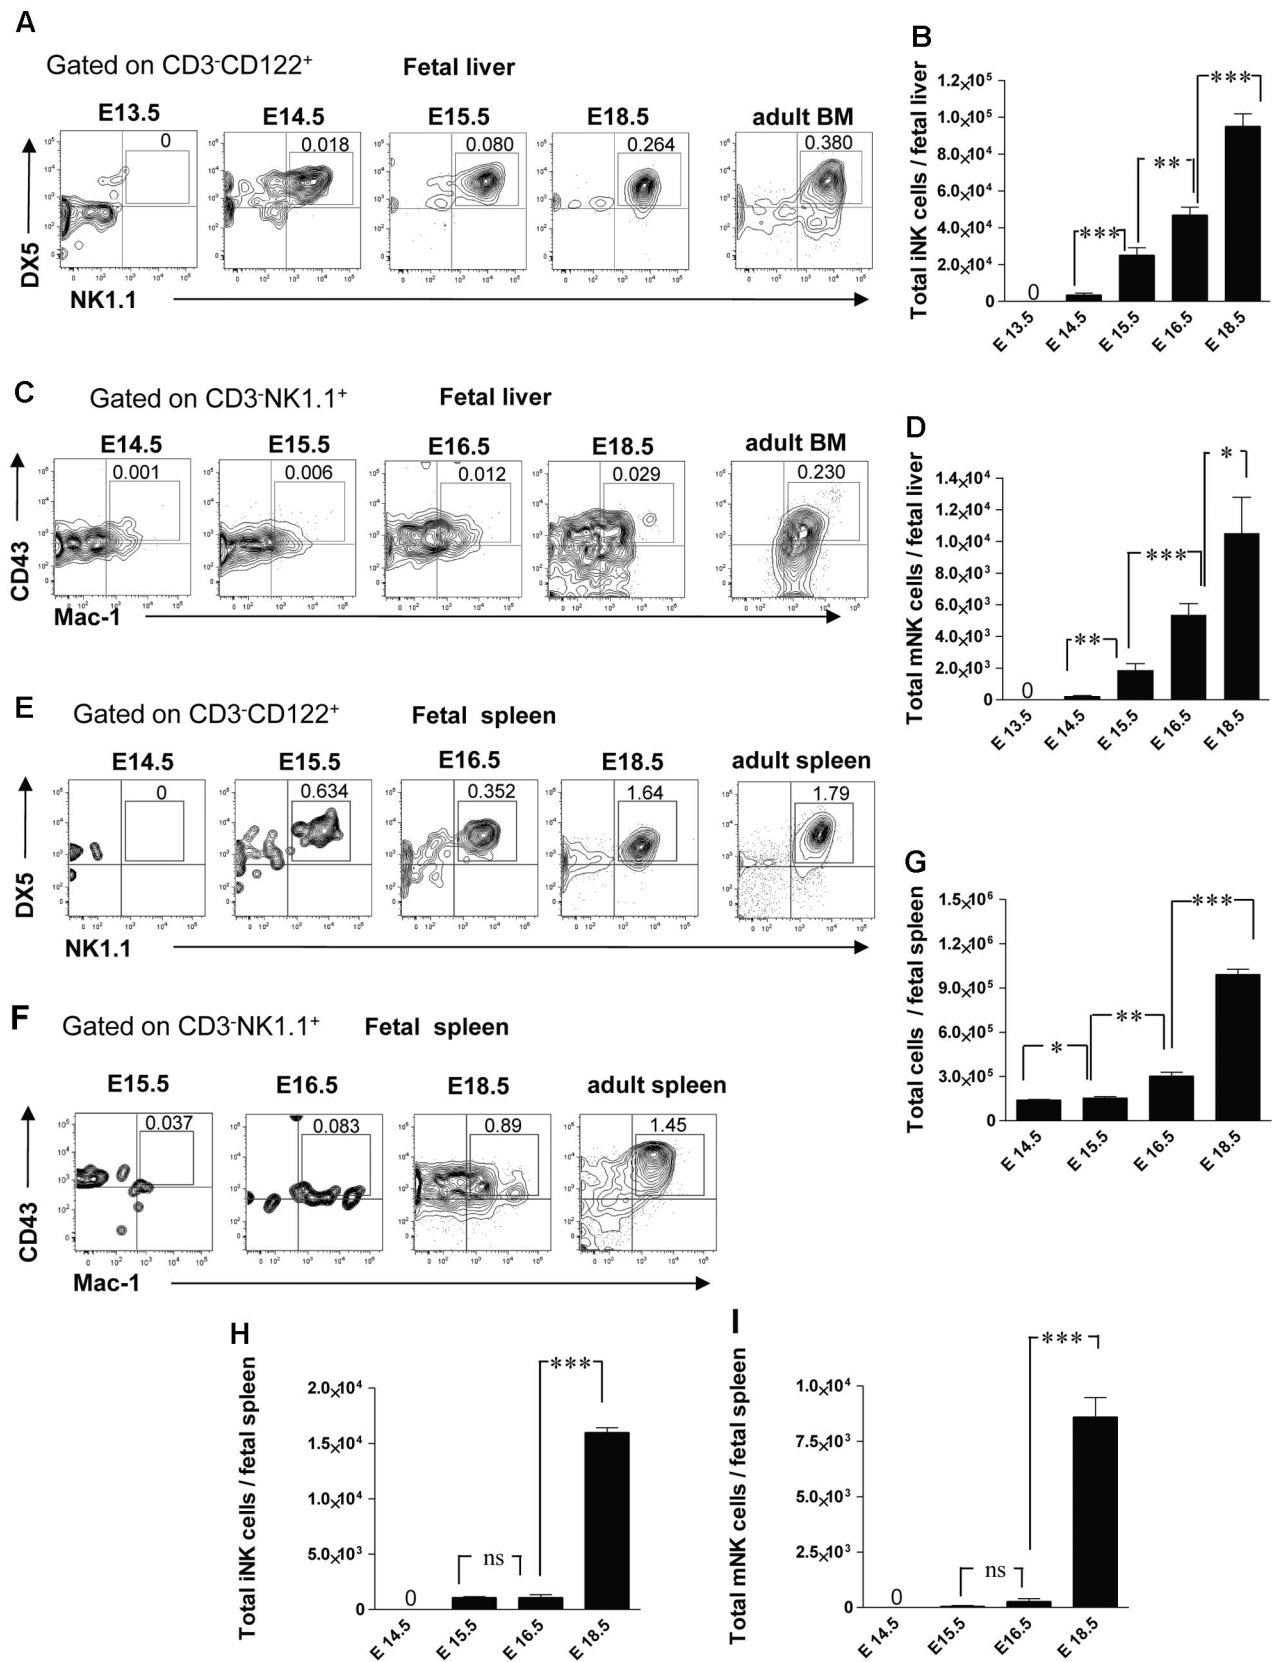 A
Gated on CD3-CD122+ Fetal liver
E13.5 E14.5 E15.5 E18.5 adult BM
0 0.018 0.080 0.264 0.380
DX5
NK1.1
B
Total iNK cells / fetal liver
1.2×10⁵
1.0×10⁵
8.0×10⁴
6.0×10⁴
4.0×10⁴
2.0×10⁴
0
0 *** ** ***
E 13.5 E 14.5 E 15.5 E 16.5 E 18.5
C
Gated on CD3-NK1.1+ Fetal liver
E14.5 E15.5 E16.5 E18.5 adult BM
0.001 0.006 0.012 0.029 0.230
CD43
Mac-1
D
Total mNK cells / fetal liver
1.4×10⁴
1.2×10⁴
1.0×10⁴
8.0×10³
6.0×10³
4.0×10³
2.0×10³
0
0 ** *** *
E 13.5 E 14.5 E 15.5 E 16.5 E 18.5
E
Gated on CD3-CD122+ Fetal spleen
E14.5 E15.5 E16.5 E18.5 adult spleen
0 0.634 0.352 1.64 1.79
DX5
NK1.1
G
Total cells / fetal spleen
1.5×10⁶
1.2×10⁶
9.0×10⁵
6.0×10⁵
3.0×10⁵
0
* ** ***
E 14.5 E 15.5 E 16.5 E 18.5
F
Gated on CD3-NK1.1+ Fetal spleen
E15.5 E16.5 E18.5 adult spleen
0.037 0.083 0.89 1.45
CD43
Mac-1
H
Total iNK cells / fetal spleen
2.0×10⁴
1.5×10⁴
1.0×10⁴
5.0×10³
0
0 ns ***
E 14.5 E 15.5 E 16.5 E 18.5
I
Total mNK cells / fetal spleen
1.0×10⁴
7.5×10³
5.0×10³
2.5×10³
0
0 ns ***
E 14.5 E15.5 E16.5 E 18.5